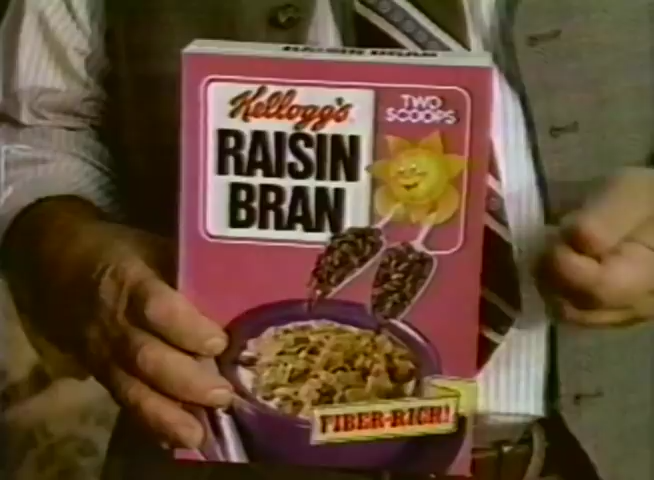 Kellogg's
RAISIN
BRAN
TWO
SCOOPS
FIBER-RICH!